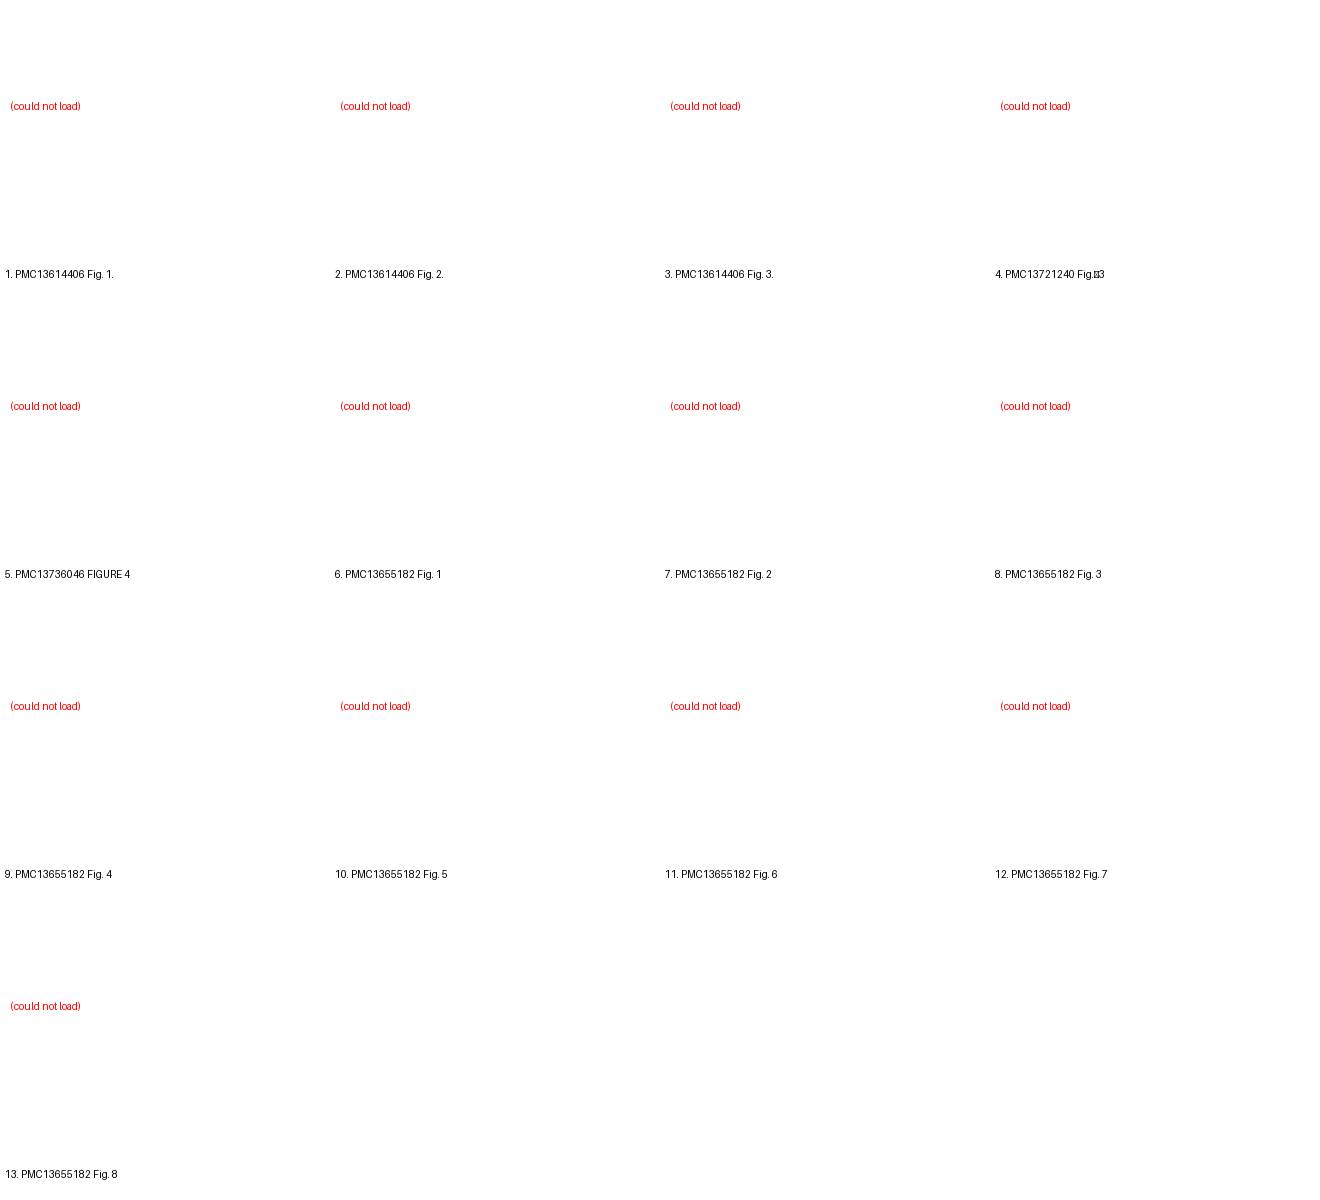 (could not load) (could not load) (could not load) (could not load)
1. PMC13614406 Fig. 1. 2. PMC13614406 Fig. 2. 3. PMC13614406 Fig. 3. 4. PMC13721240 Fig.☒3
(could not load) (could not load) (could not load) (could not load)
5. PMC13736046 FIGURE 4 6. PMC13655182 Fig. 1 7. PMC13655182 Fig. 2 8. PMC13655182 Fig. 3
(could not load) (could not load) (could not load) (could not load)
9. PMC13655182 Fig. 4 10. PMC13655182 Fig. 5 11. PMC13655182 Fig. 6 12. PMC13655182 Fig. 7
(could not load)
13. PMC13655182 Fig. 8